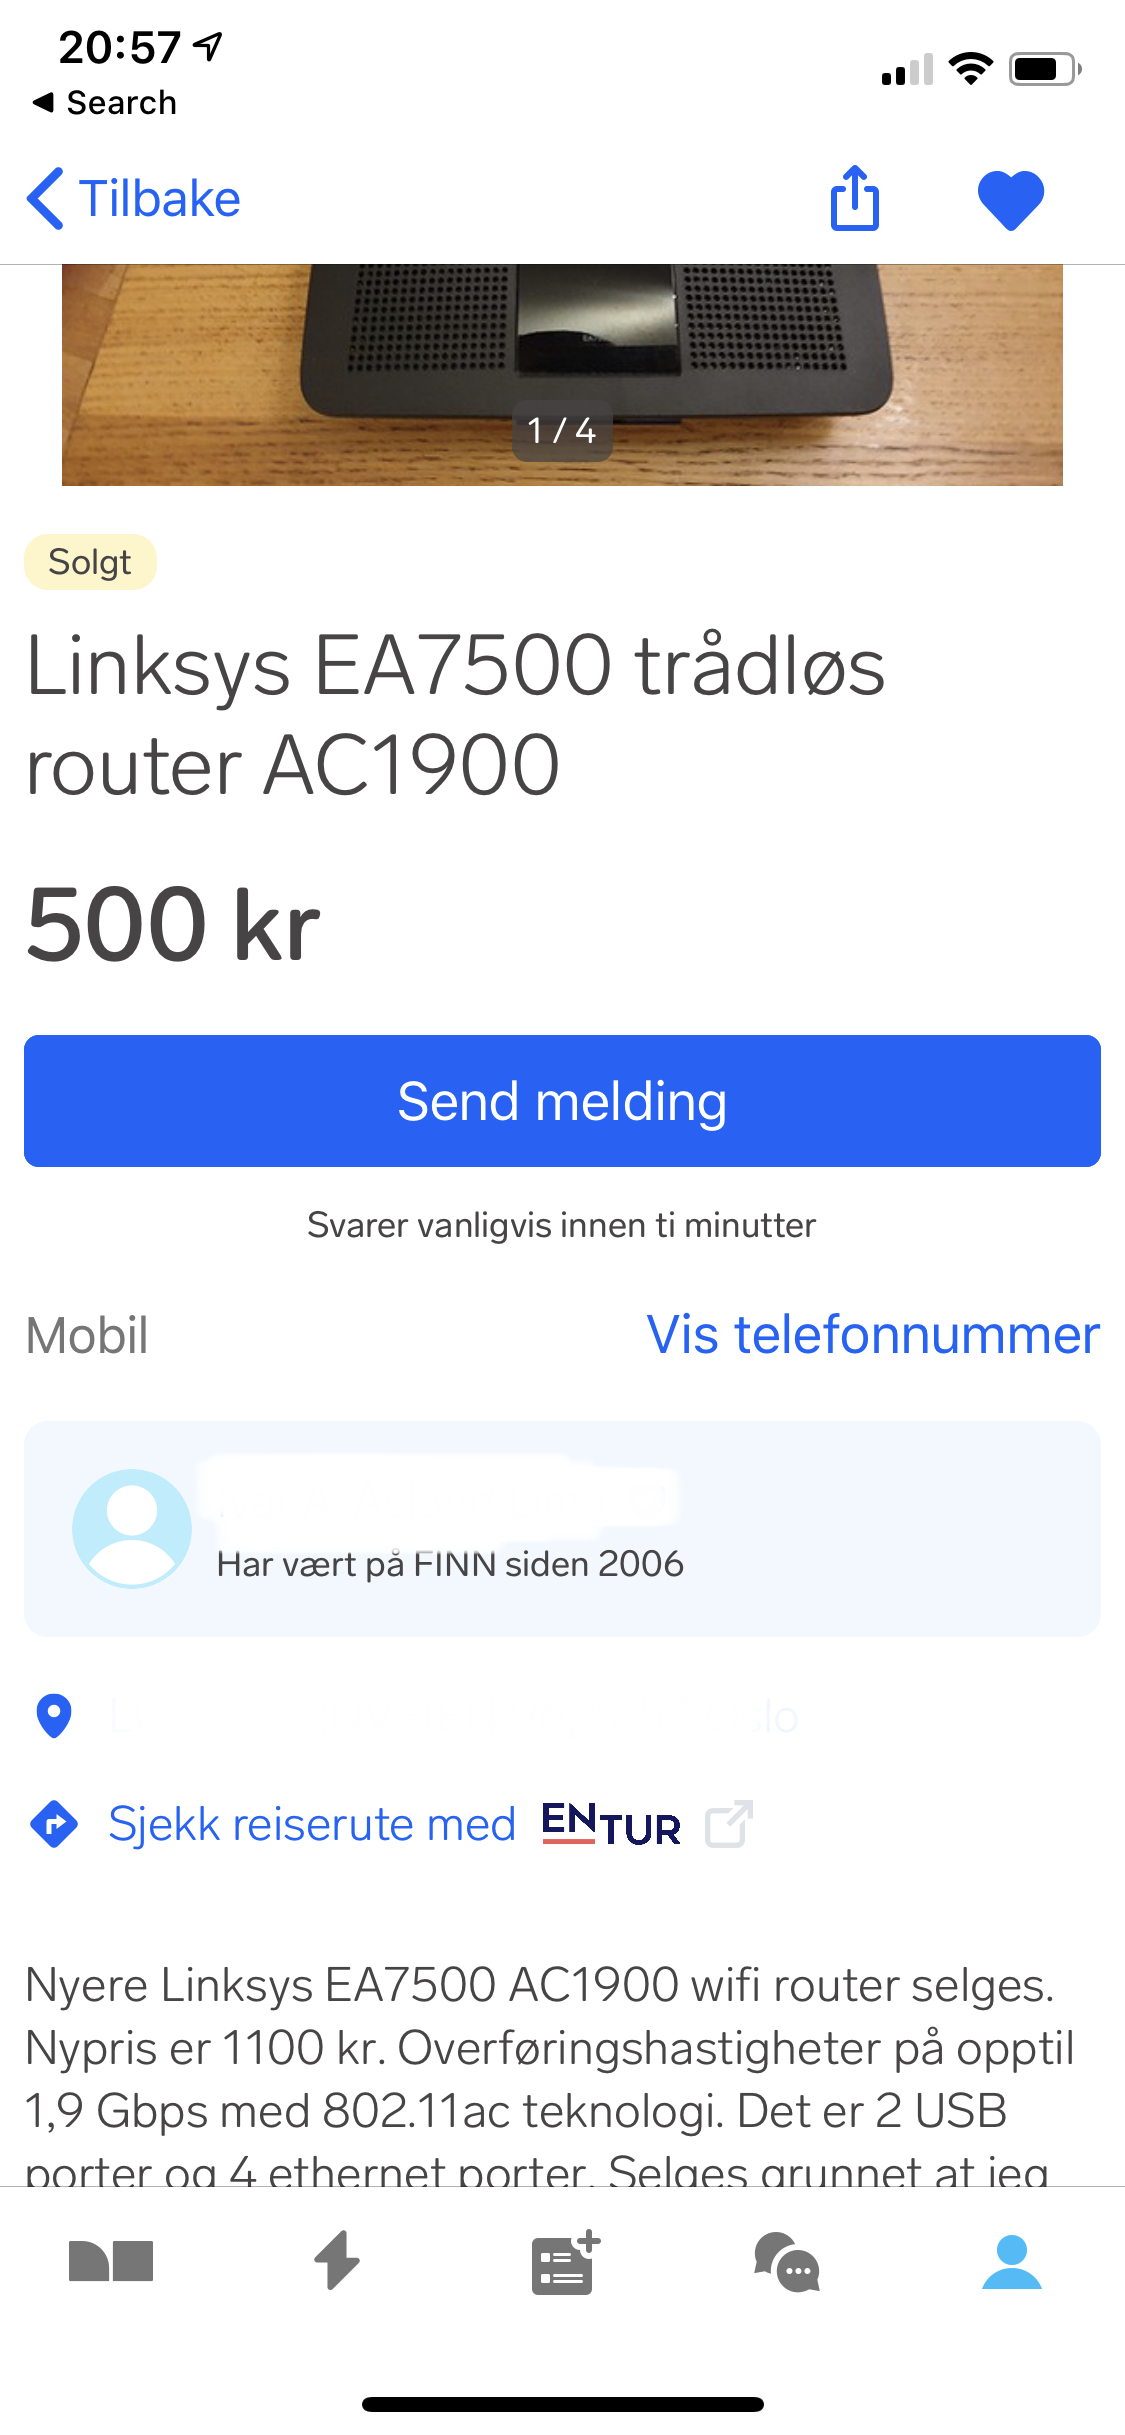 20:57
Search
Tilbake
1 / 4
Solgt
Linksys EA7500 trådløs
router AC1900
500 kr
Send melding
Svarer vanligvis innen ti minutter
Mobil
Vis telefonnummer
Har vært på FINN siden 2006
Sjekk reiserute med ENTUR
Nyere Linksys EA7500 AC1900 wifi router selges.
Nypris er 1100 kr. Overføringshastigheter på opptil
1,9 Gbps med 802.11ac teknologi. Det er 2 USB
porter og 4 ethernet porter. Selges grunnet at jeg